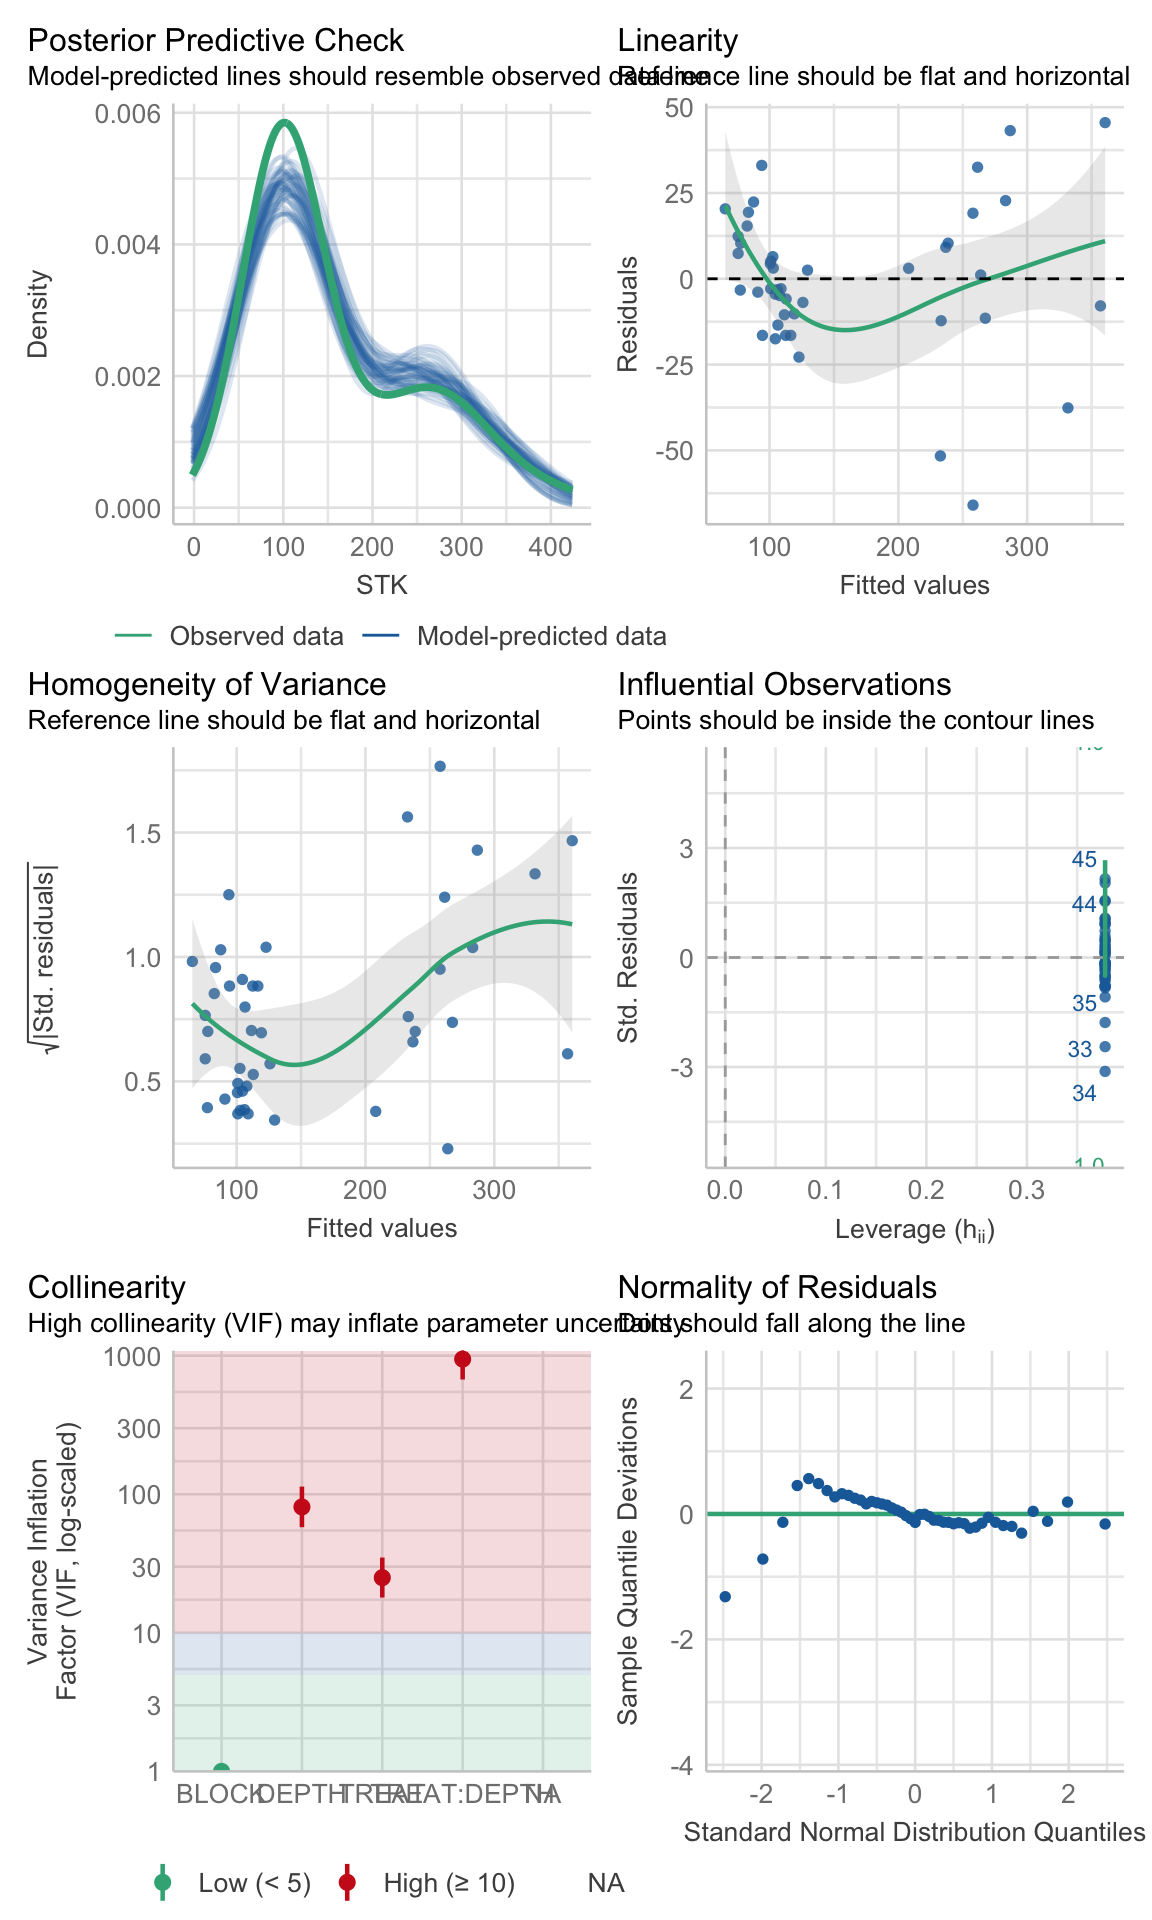 Posterior Predictive Check
Model-predicted lines should resemble observed data line
0.006
0.004
0.002
0.000
Density
0 100 200 300 400
STK
Observed data Model-predicted data
Linearity
Reference line should be flat and horizontal
50
25
0
-25
-50
Residuals
100 200 300
Fitted values
Homogeneity of Variance
Reference line should be flat and horizontal
1.5
1.0
0.5
√|Std. residuals|
100 200 300
Fitted values
Influential Observations
Points should be inside the contour lines
3
0
-3
Std. Residuals
45
44
35
33
34
1.0
0.0 0.1 0.2 0.3
Leverage (hii)
Collinearity
High collinearity (VIF) may inflate parameter uncertainty
1000
300
100
30
10
3
1
Variance Inflation
Factor (VIF, log-scaled)
BLOCK DEPTH TREAT TREAT:DEPTH NA
Low (< 5) High (≥ 10) NA
Normality of Residuals
Dots should fall along the line
2
0
-2
-4
Sample Quantile Deviations
-2 -1 0 1 2
Standard Normal Distribution Quantiles